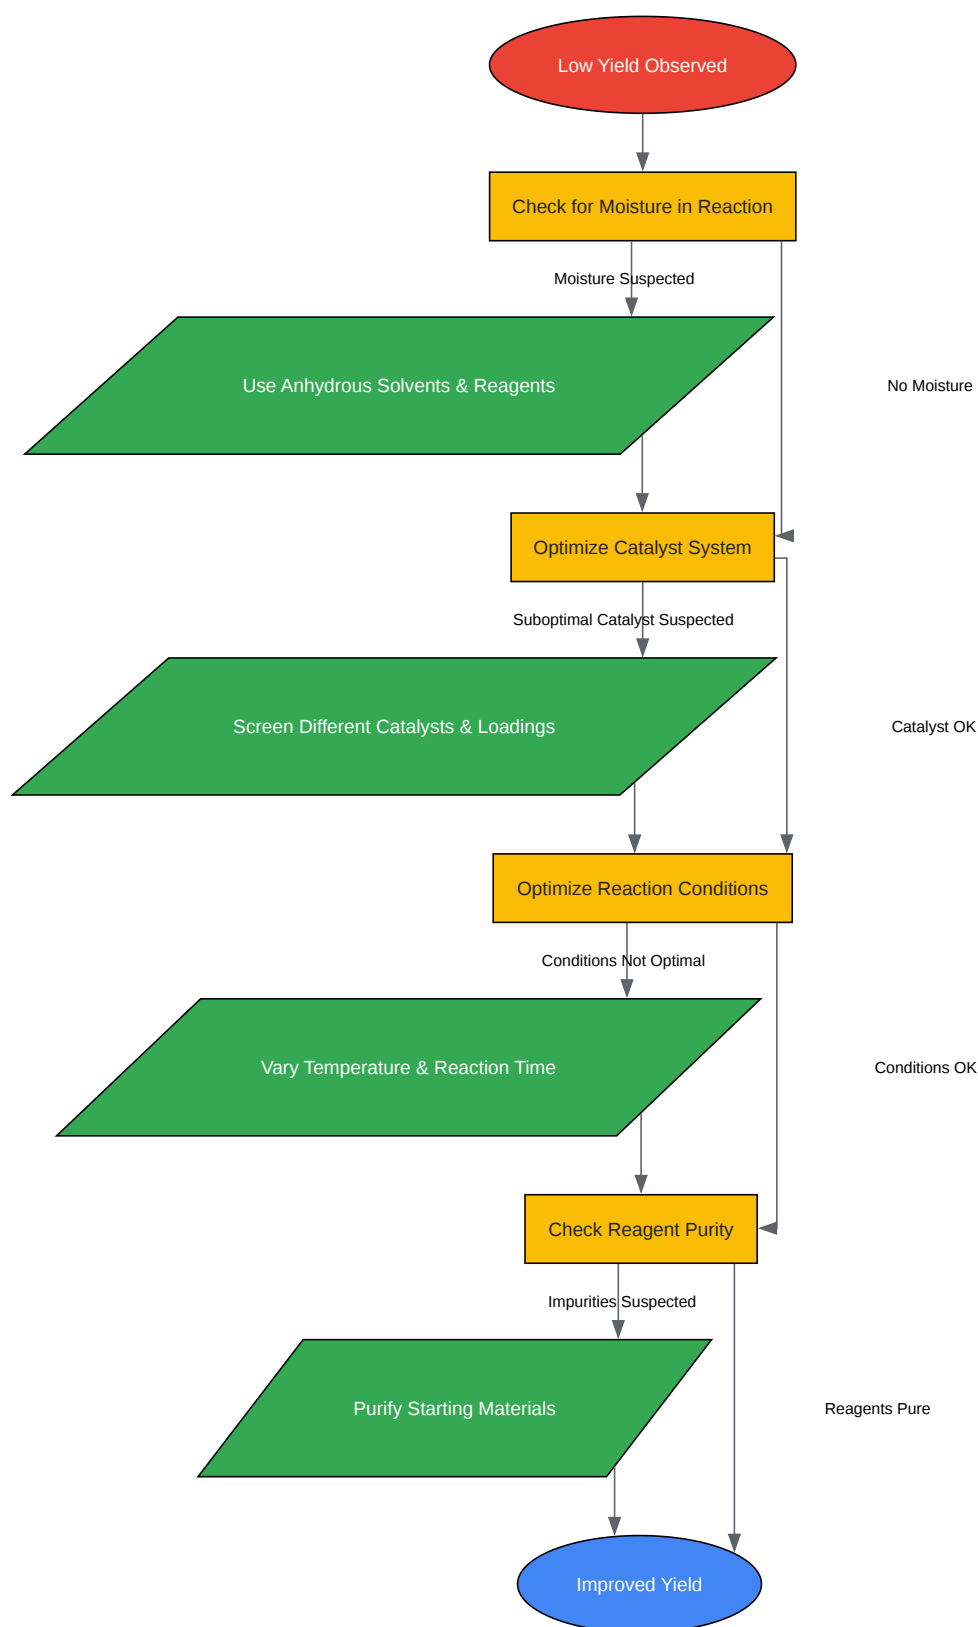 Low Yield Observed
Check for Moisture in Reaction
Moisture Suspected
Use Anhydrous Solvents & Reagents
No Moisture
Optimize Catalyst System
Suboptimal Catalyst Suspected
Screen Different Catalysts & Loadings
Catalyst OK
Optimize Reaction Conditions
Conditions Not Optimal
Vary Temperature & Reaction Time
Conditions OK
Check Reagent Purity
Impurities Suspected
Purify Starting Materials
Reagents Pure
Improved Yield